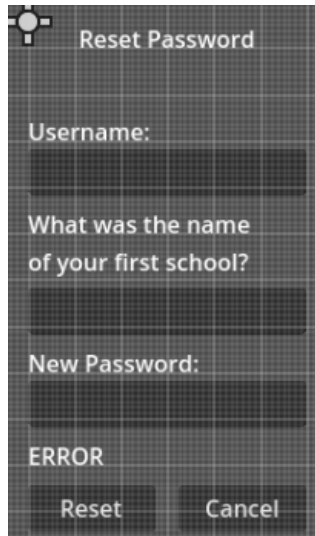 Reset Password
Username:
What was the name
of your first school?
New Password:
ERROR
Reset Cancel